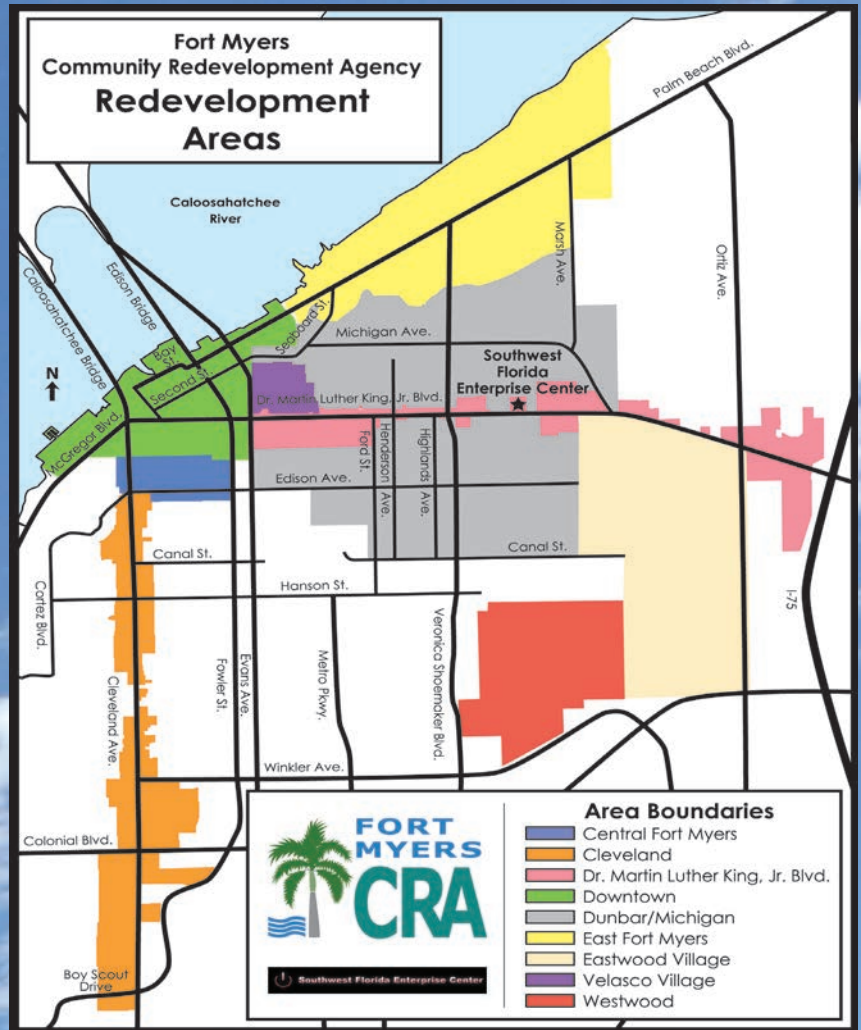 Fort Myers
Community Redevelopment Agency
Redevelopment
Areas
Palm Beach Blvd.
Caloosahatchee
River
Caloosahatchee Bridge
Edison Bridge
Marsh Ave.
Ortiz Ave.
N
Seaboard St.
Michigan Ave.
Bay
St.
Second St.
Southwest
Florida
Enterprise Center
Dr. Martin Luther King, Jr. Blvd.
McGregor Blvd.
Ford St.
Henderson Ave.
Highlands Ave.
Edison Ave.
Canal St.
Canal St.
Hanson St.
Cortez Blvd.
I-75
Cleveland Ave.
Fowler St.
Evans Ave.
Metro Pkwy.
Veronica Shoemaker Blvd.
Winkler Ave.
Colonial Blvd.
Boy Scout
Drive
FORT
MYERS
CRA
Southwest Florida Enterprise Center
Area Boundaries
Central Fort Myers
Cleveland
Dr. Martin Luther King, Jr. Blvd.
Downtown
Dunbar/Michigan
East Fort Myers
Eastwood Village
Velasco Village
Westwood